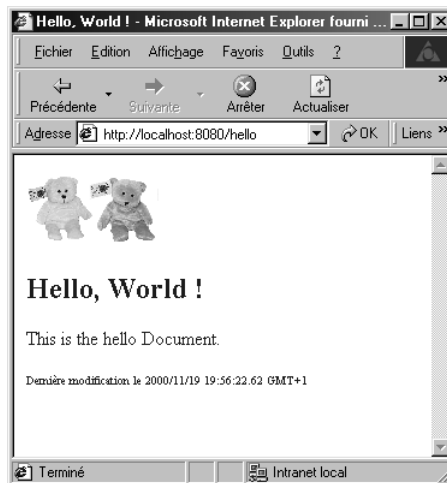 Hello, World ! - Microsoft Internet Explorer fourni ...
Fichier Edition Affichage Favoris Outils ?
Précédente Suivante Arrêter Actualiser
Adresse http://localhost:8080/hello OK Liens
Hello, World !
This is the hello Document.
Dernière modification le 2000/11/19 19:56:22.62 GMT+1
Terminé Intranet local